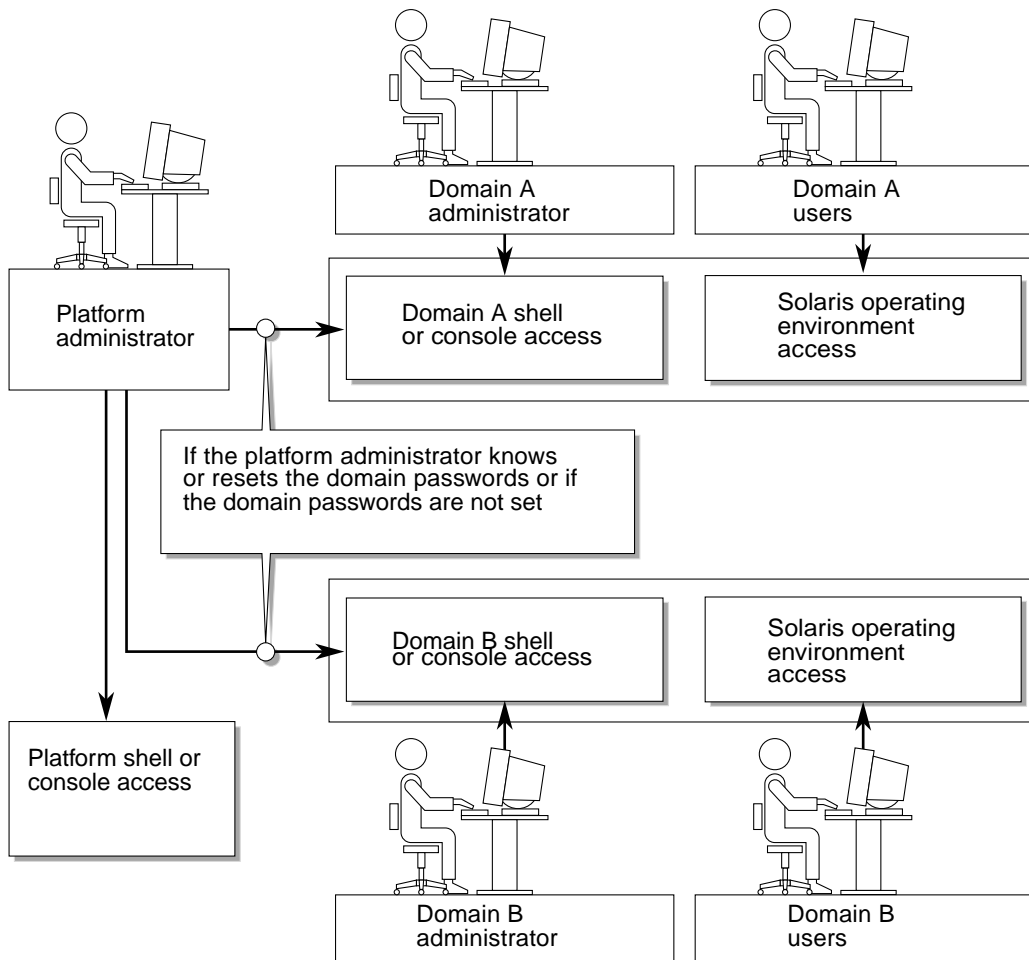 Domain A
administrator
Domain A
users
Platform
administrator
Domain A shell
or console access
Solaris operating
environment
access
If the platform administrator knows
or resets the domain passwords or if
the domain passwords are not set
Domain B shell
or console access
Solaris operating
environment
access
Platform shell or
console access
Domain B
administrator
Domain B
users